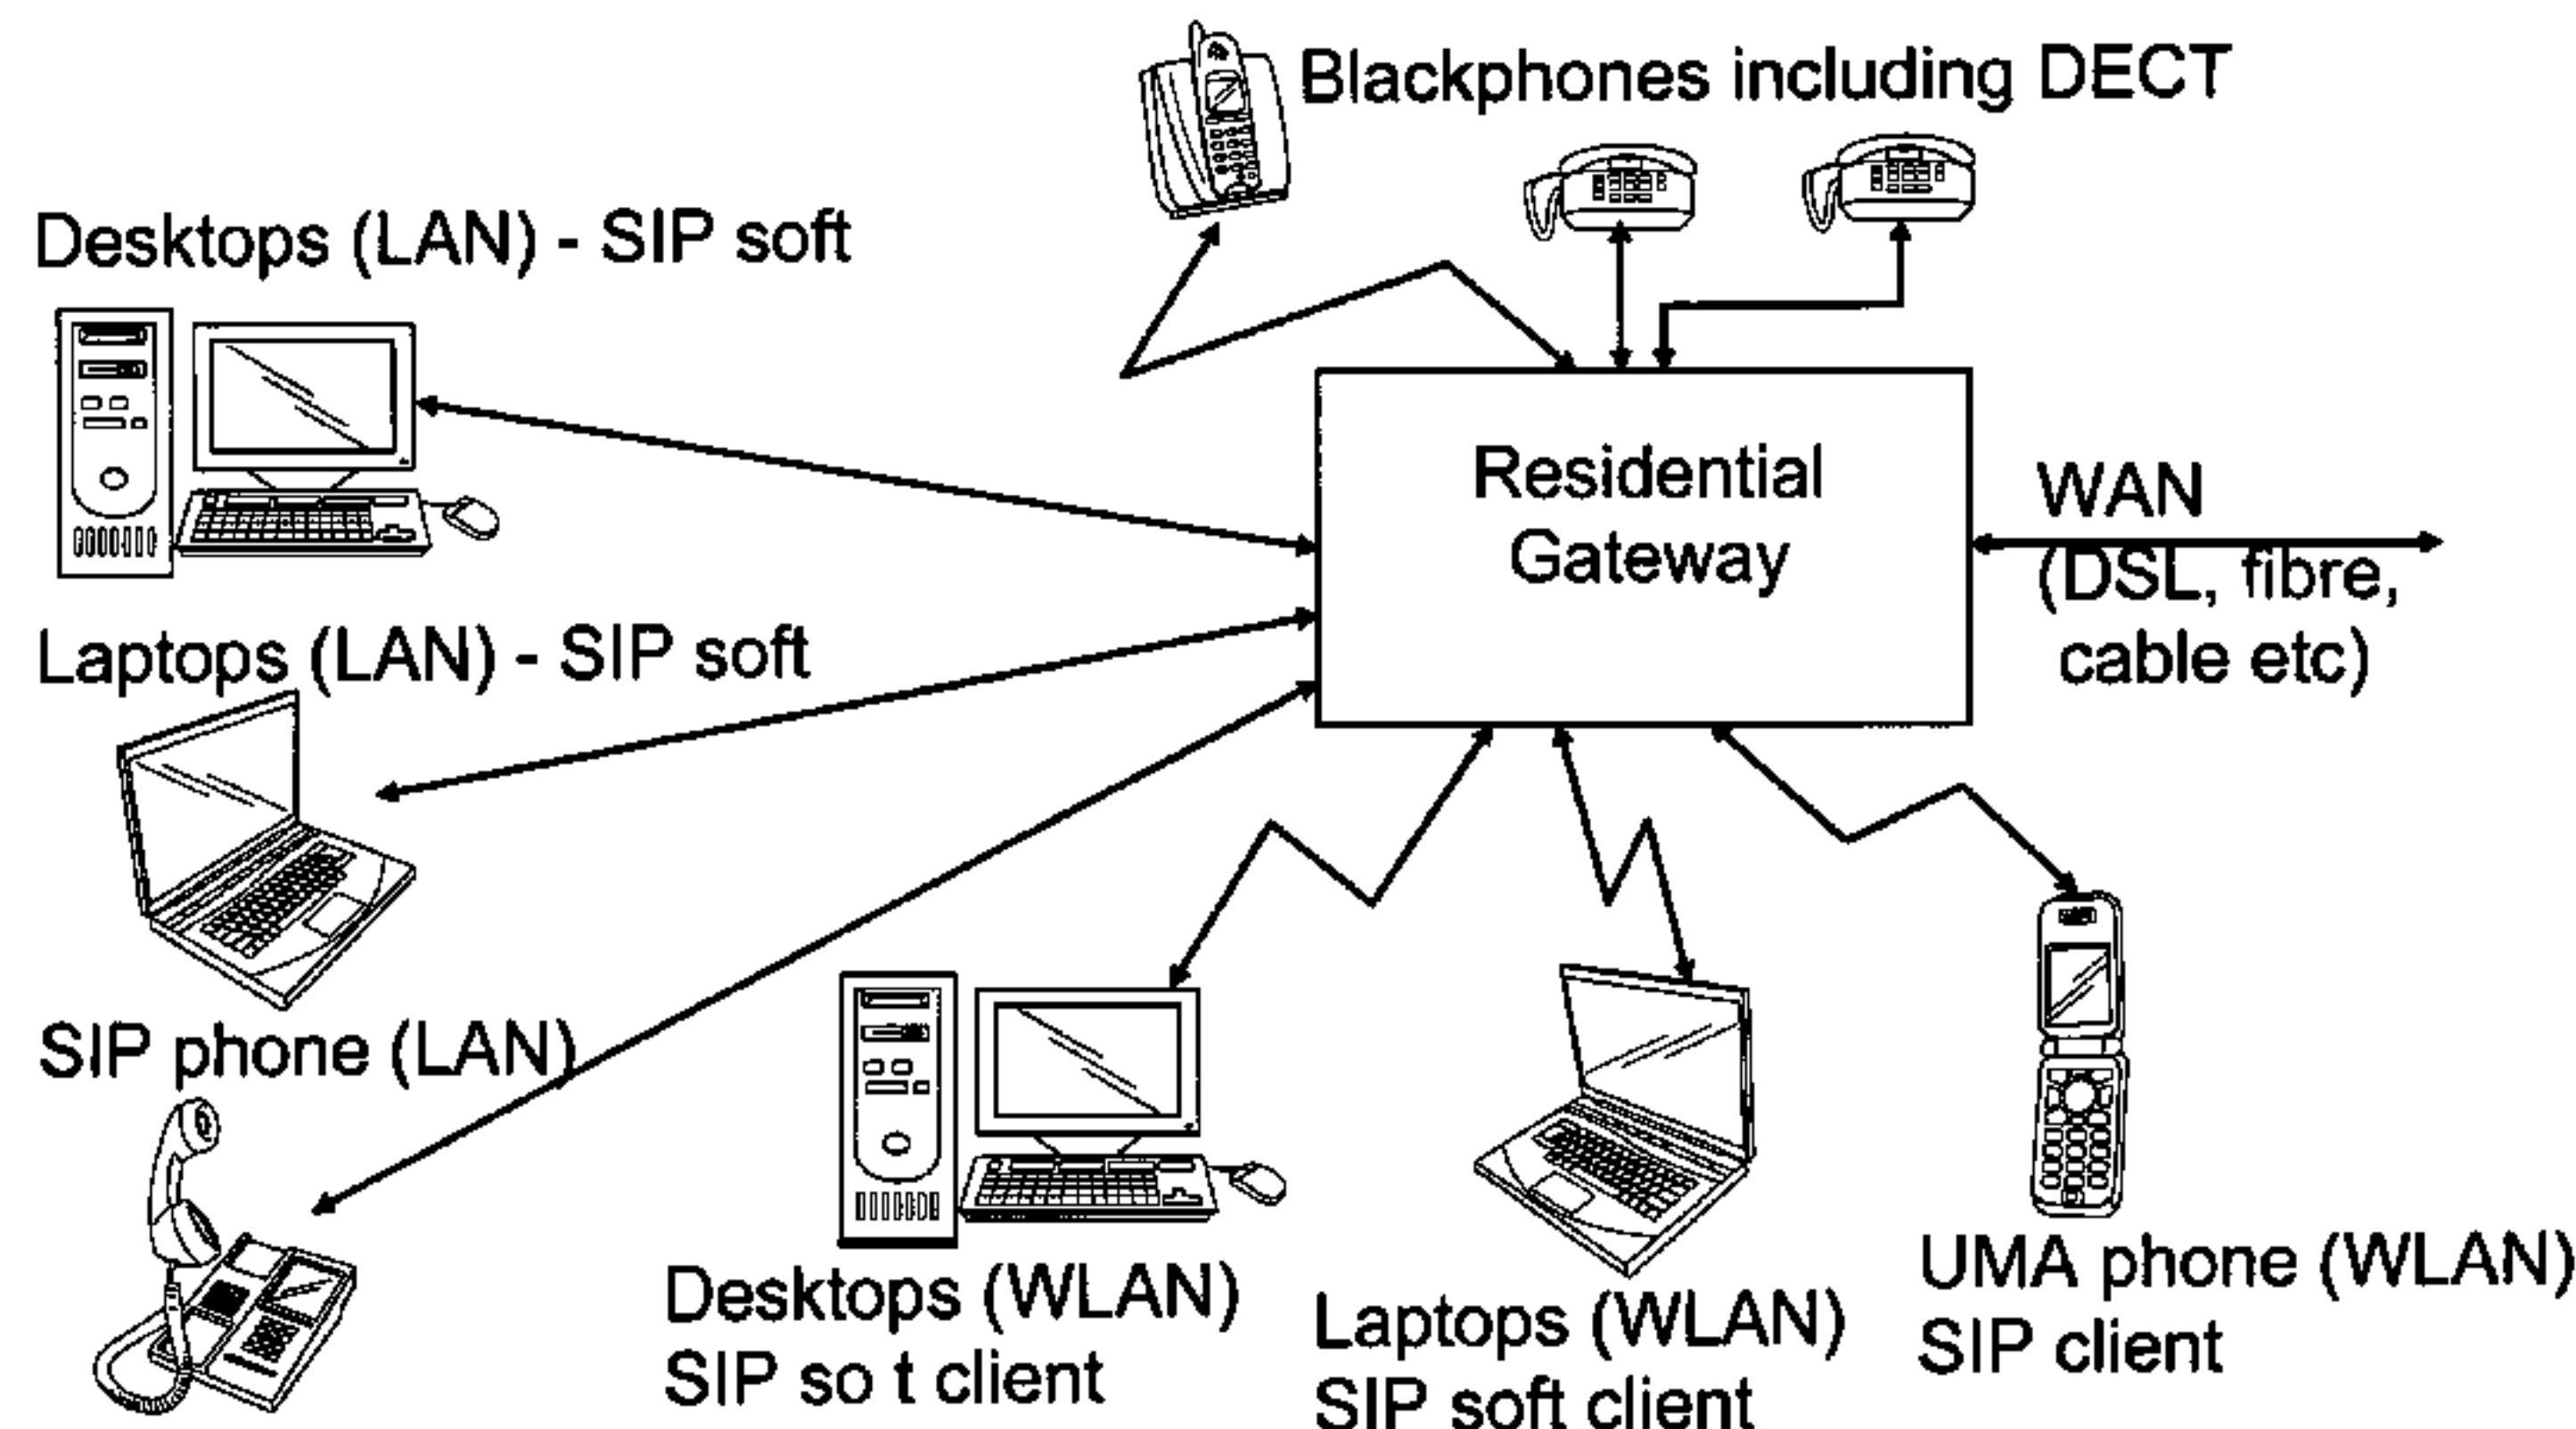 Blackphones including DECT
Desktops (LAN) - SIP soft
Residential
Gateway
WAN
(DSL, fibre,
cable etc)
Laptops (LAN) - SIP soft
SIP phone (LAN)
Desktops (WLAN)
SIP so t client
Laptops (WLAN)
SIP soft client
UMA phone (WLAN)
SIP client